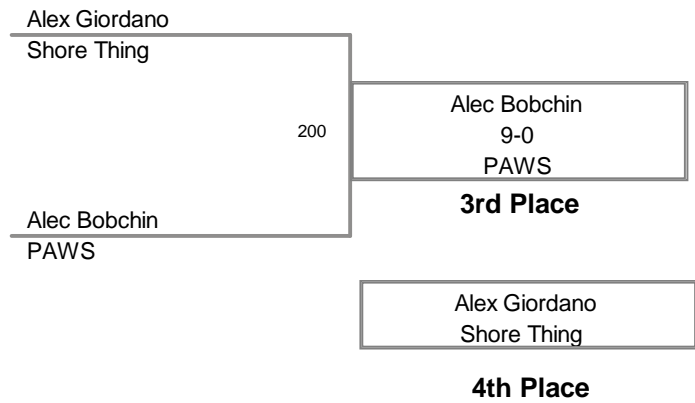 Alex Giordano
Shore Thing
200
Alec Bobchin
9-0
PAWS
3rd Place
Alec Bobchin
PAWS
Alex Giordano
Shore Thing
4th Place